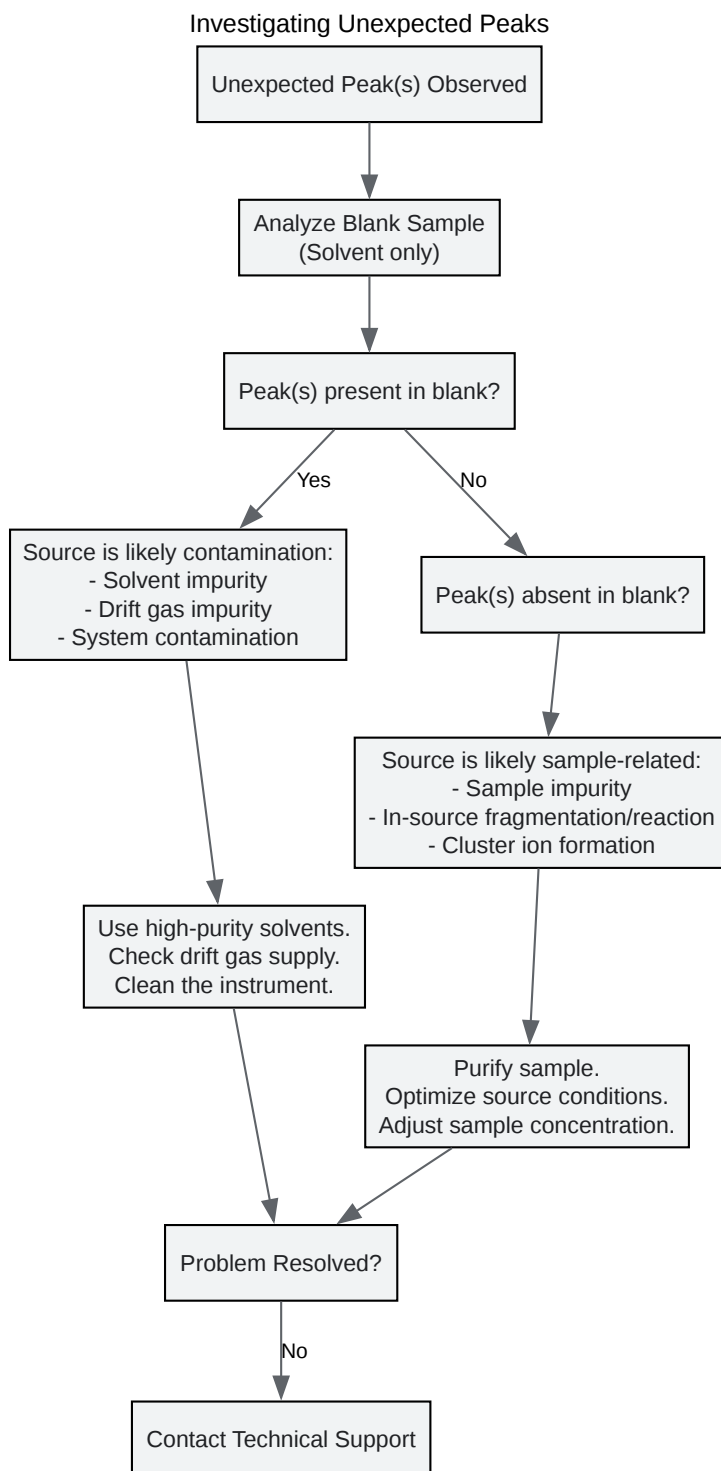 Investigating Unexpected Peaks
Unexpected Peak(s) Observed
Analyze Blank Sample
(Solvent only)
Peak(s) present in blank?
Yes
No
Source is likely contamination:
- Solvent impurity
- Drift gas impurity
- System contamination
Peak(s) absent in blank?
Source is likely sample-related:
- Sample impurity
- In-source fragmentation/reaction
- Cluster ion formation
Use high-purity solvents.
Check drift gas supply.
Clean the instrument.
Purify sample.
Optimize source conditions.
Adjust sample concentration.
Problem Resolved?
No
Contact Technical Support